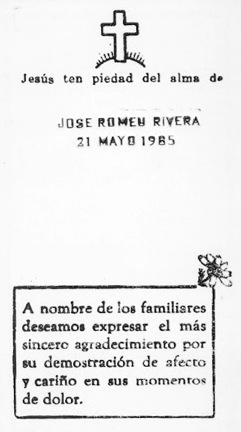 Jesús ten piedad del alma de
JOSE ROMEU RIVERA
21 MAYO 1985
A nombre de los familiares
deseamos expresar el más
sincero agradecimiento por
su demostración de afecto
y cariño en sus momentos
de dolor.